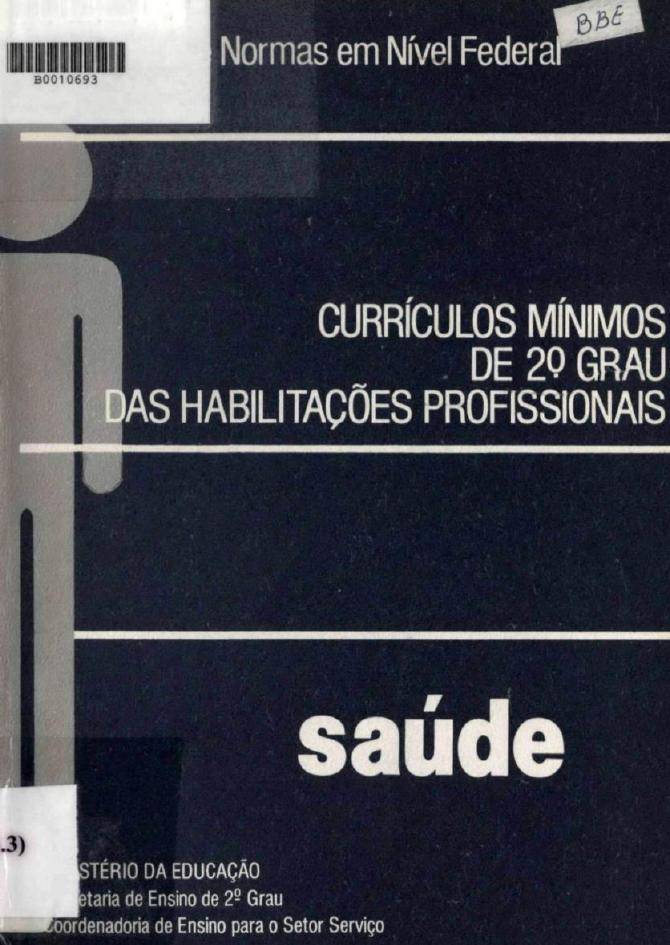 Normas em Nível Federal
BBE
B0010693
CURRÍCULOS MÍNIMOS
DE 2º GRAU
DAS HABILITAÇÕES PROFISSIONAIS
saúde
.3)
STÉRIO DA EDUCAÇÃO
etaria de Ensino de 2º Grau
Coordenadoria de Ensino para o Setor Serviço